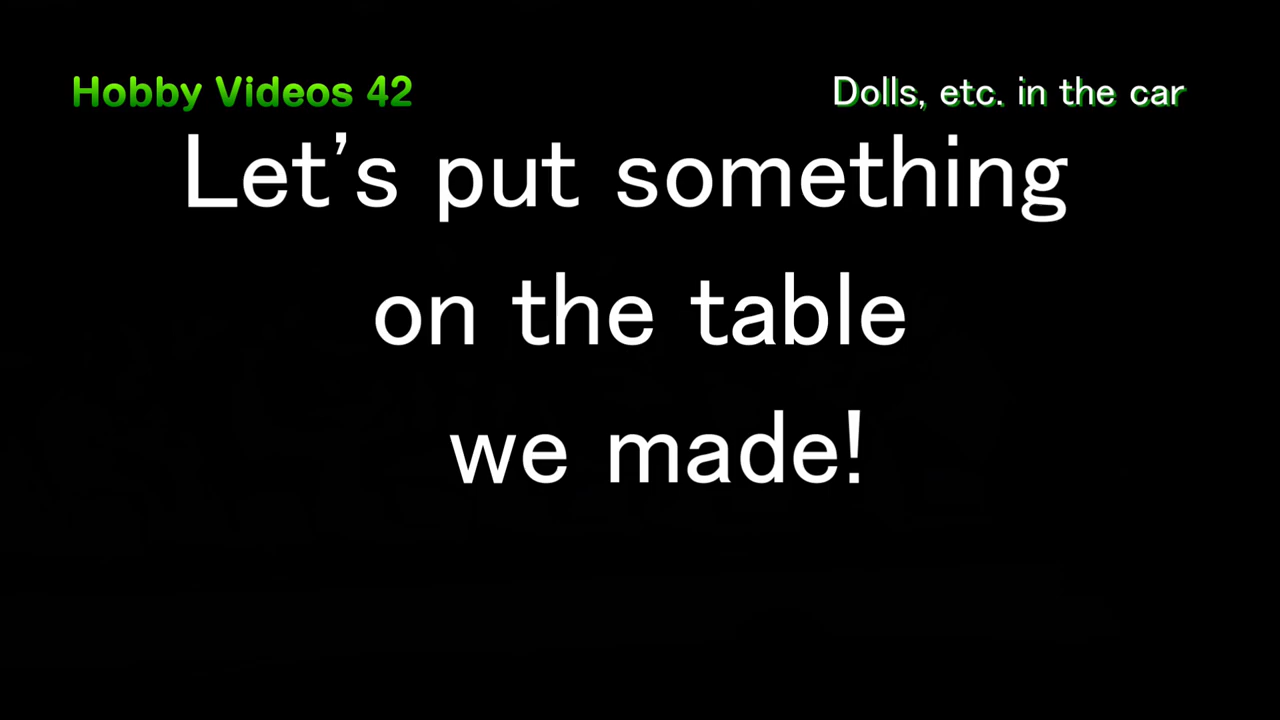 Hobby Videos 42
Dolls, etc. in the car
Let's put something
on the table
we made!